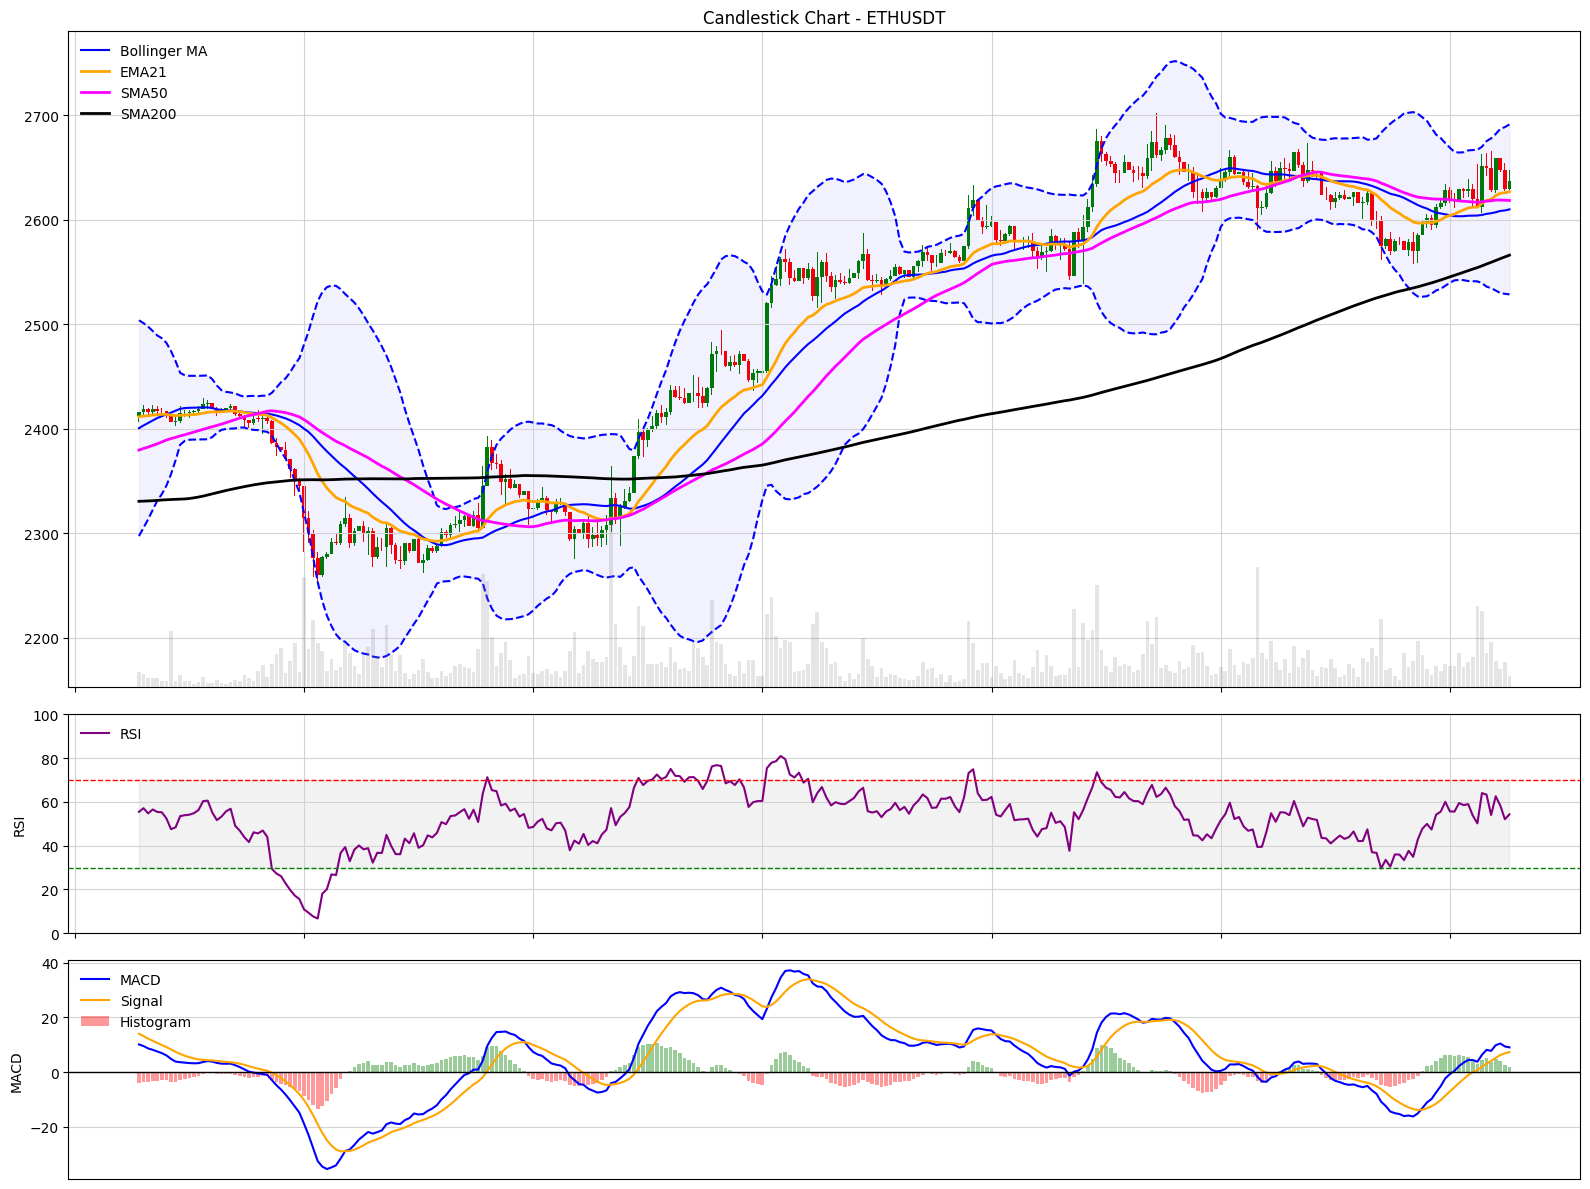 Candlestick Chart - ETHUSDT
Bollinger MA
EMA21
SMA50
SMA200
2700
2600
2500
2400
2300
2200
RSI
100
80
60
40
20
0
RSI
MACD
Signal
Histogram
40
20
0
−20
MACD